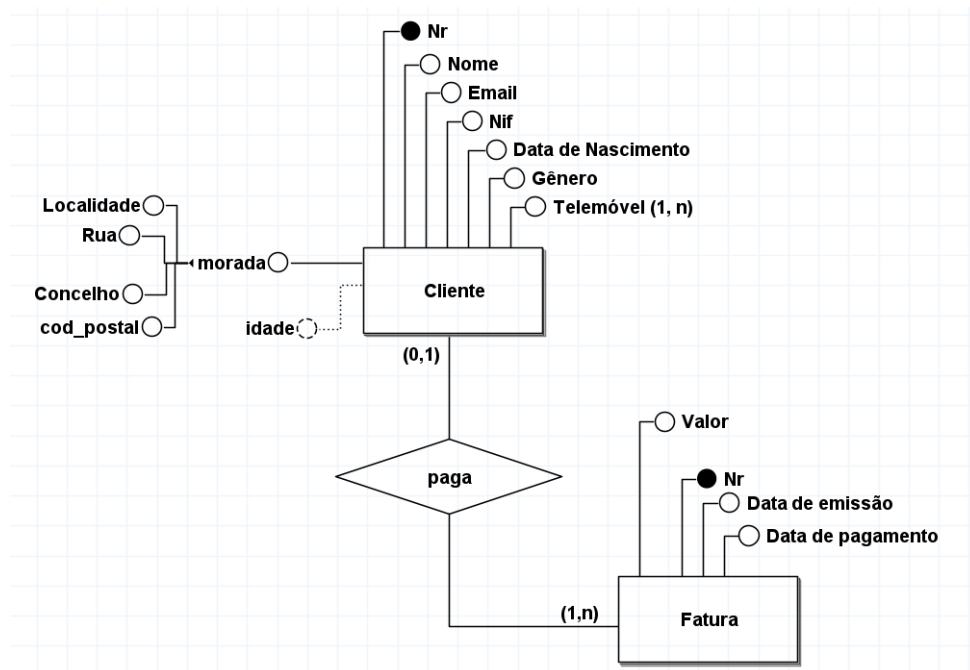 Nr
Nome
Email
Nif
Data de Nascimento
Gênero
Telemóvel (1, n)
Localidade
Rua
morada
Concelho
cod_postal
idade
Cliente
(0,1)
paga
Valor
Nr
Data de emissão
Data de pagamento
(1,n)
Fatura